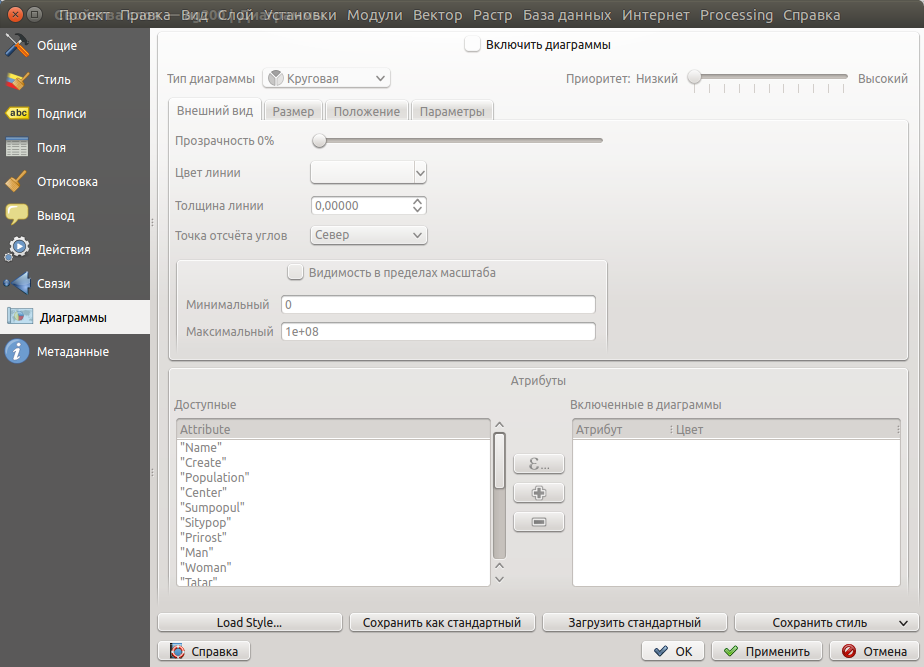 Проект Правка Вид Слой Установки Модули Вектор Растр База данных Интернет Processing Справка
Общие
Стиль
Подписи
Поля
Отрисовка
Вывод
Действия
Связи
Диаграммы
Метаданные
abc
Включить диаграммы
Тип диаграммы Круговая Приоритет: Низкий Высокий
Внешний вид Размер Положение Параметры
Прозрачность 0%
Цвет линии
Толщина линии 0,00000
Точка отсчёта углов Север
Видимость в пределах масштаба
Минимальный 0
Максимальный 1e+08
Атрибуты
Доступные Включенные в диаграммы
Attribute Атрибут Цвет
"Name"
"Create"
"Population"
"Center"
"Sumpopul"
"Sitypop"
"Prirost"
"Man"
"Woman"
"Tatar"
ε...
Load Style... Сохранить как стандартный Загрузить стандартный Сохранить стиль
Справка OK Применить Отмена